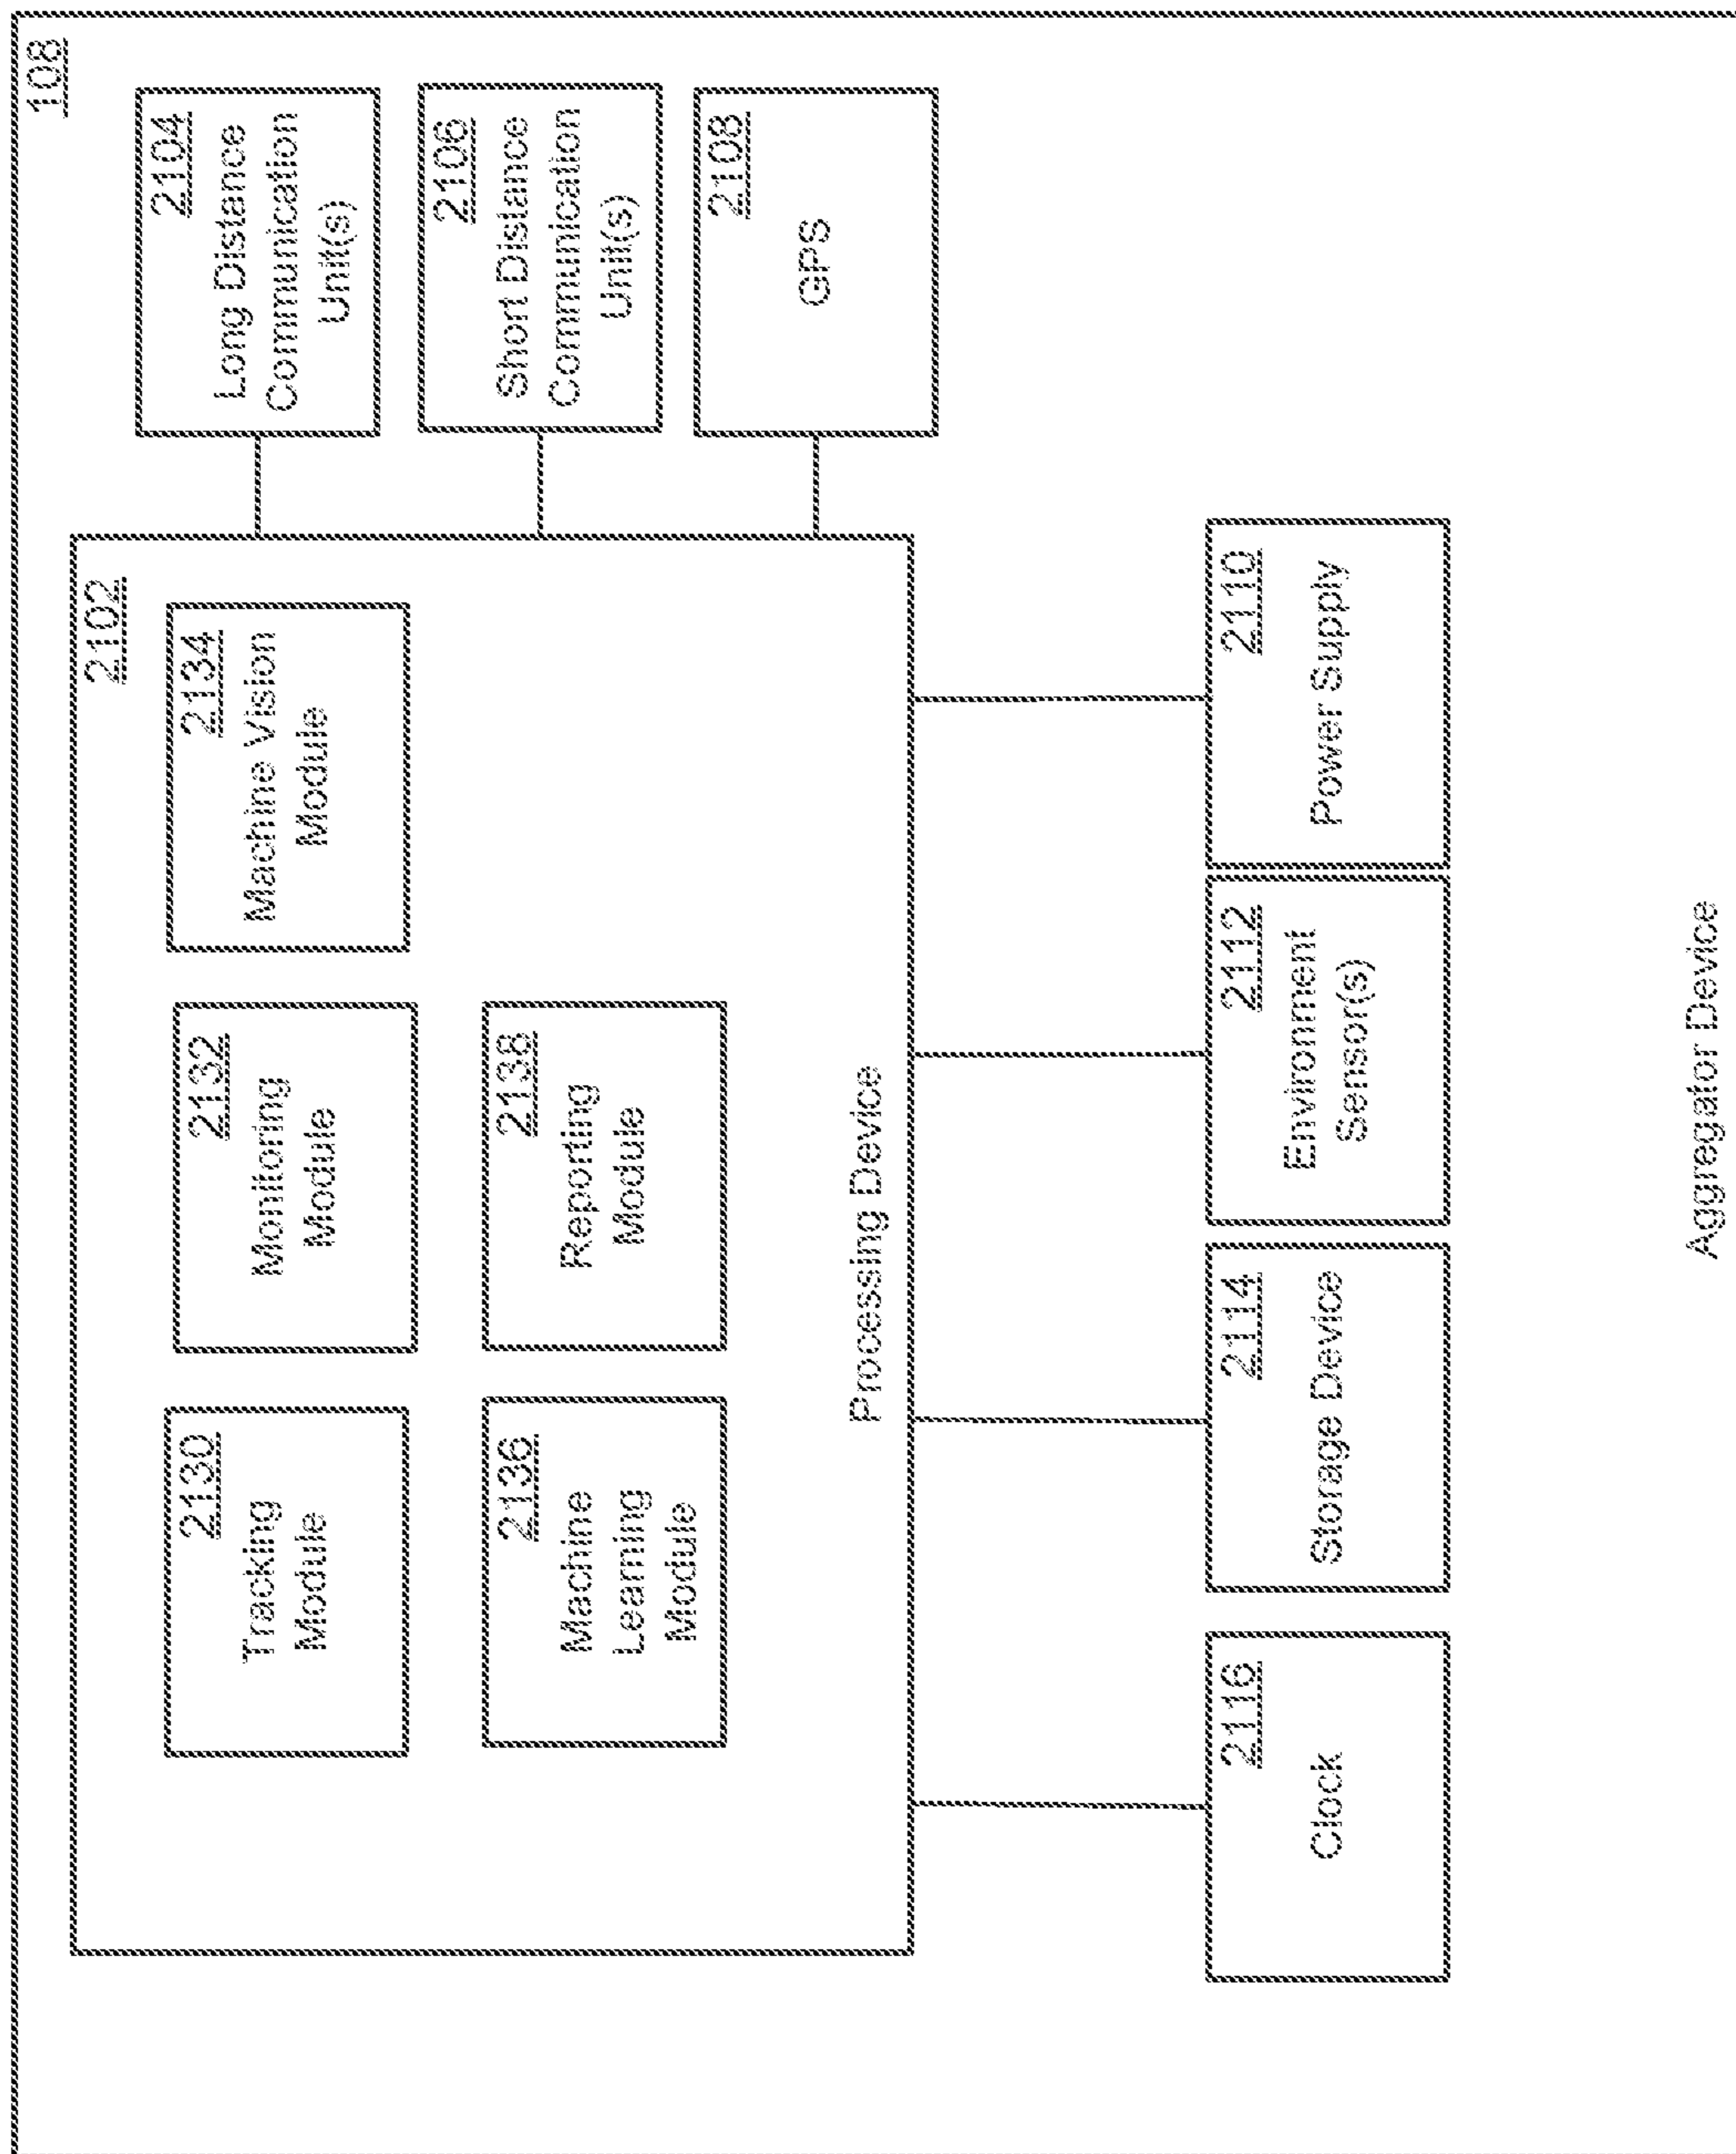 108
2102
2130
Tracking
Module
2132
Monitoring
Module
2134
Machine Vision
Module
2136
Machine
Learning
Module
2138
Reporting
Module
Processing Device
2104
Long Distance
Communication
Unit(s)
2106
Short Distance
Communication
Unit(s)
2108
GPS
2116
Clock
2114
Storage Device
2112
Environment
Sensor(s)
2110
Power Supply
Aggregator Device